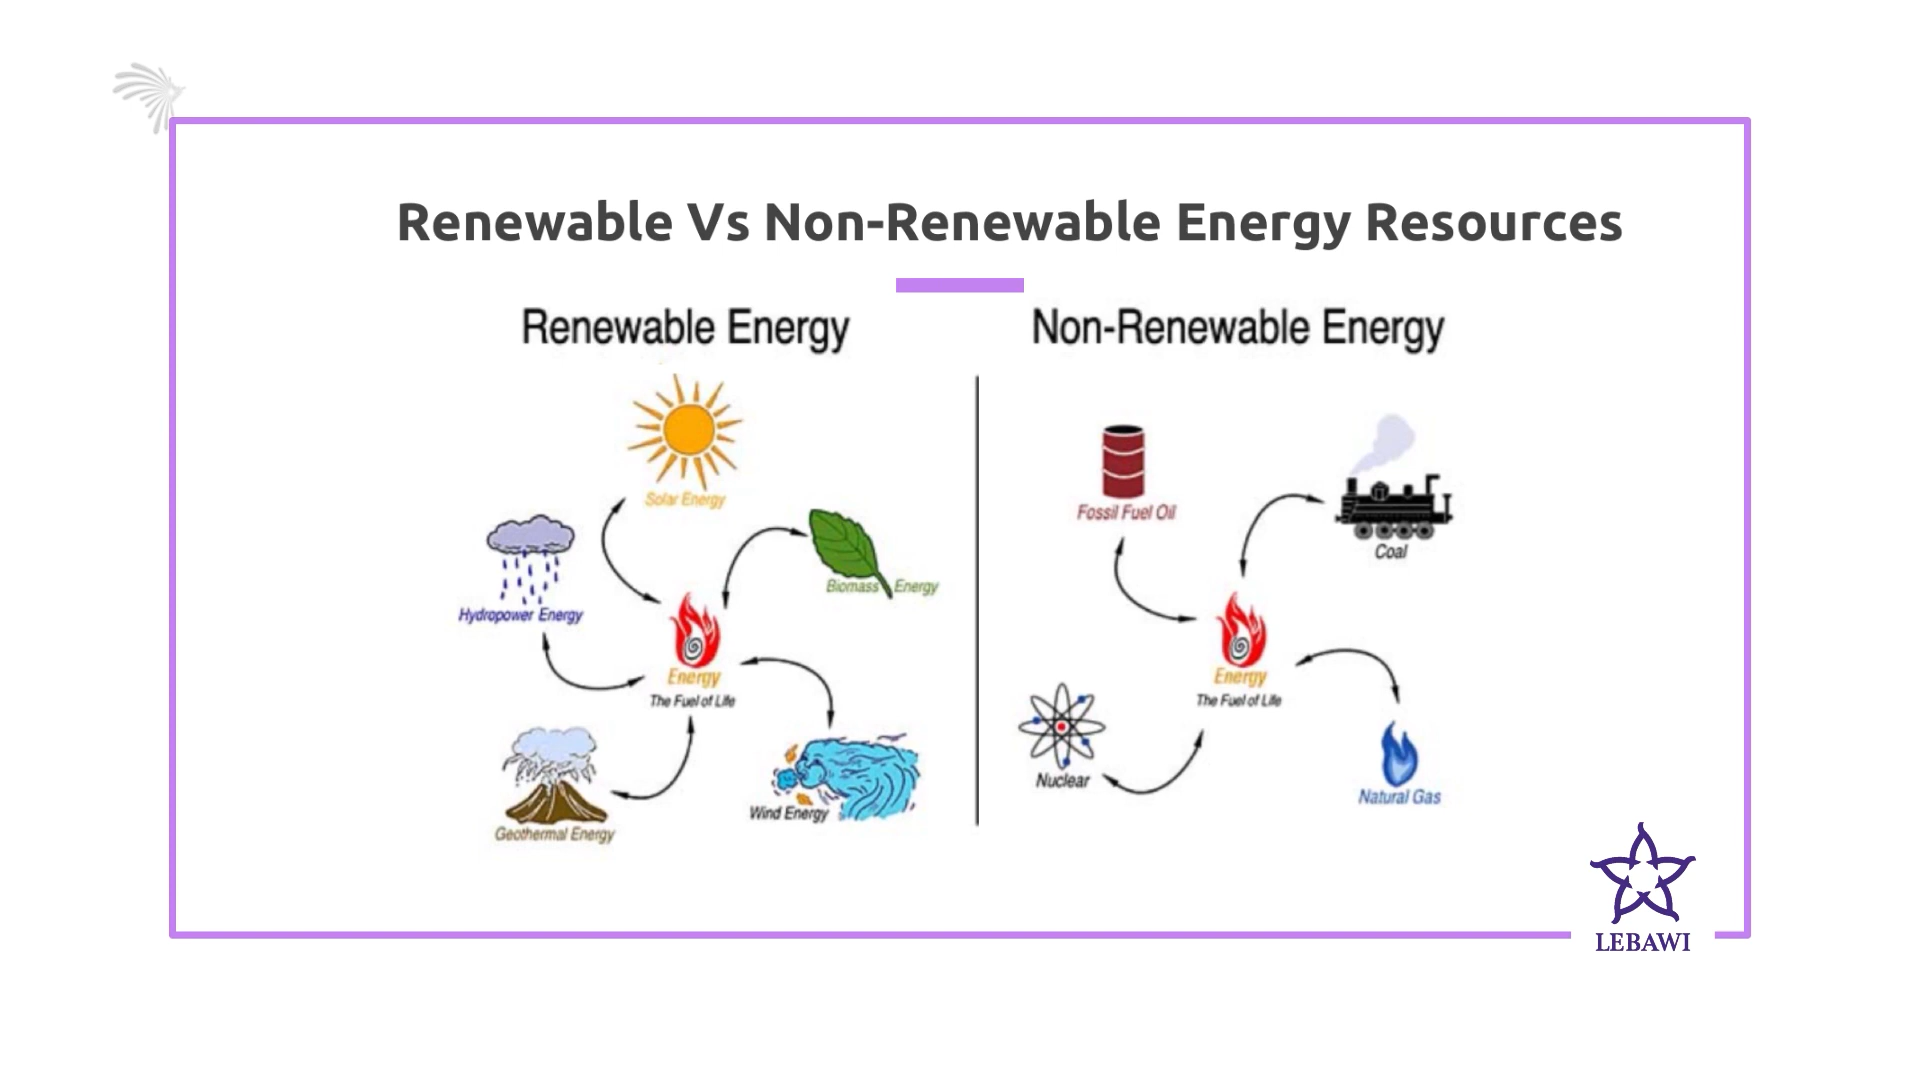 Renewable Vs Non-Renewable Energy Resources
Renewable Energy
Solar Energy
Biomass Energy
Hydropower Energy
Energy
The Fuel of Life
Geothermal Energy
Wind Energy
Non-Renewable Energy
Fossil Fuel Oil
Coal
Energy
The Fuel of Life
Nuclear
Natural Gas
LEBAWI